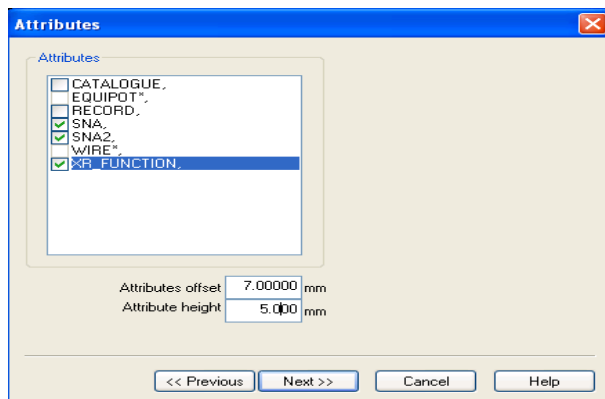 Attributes
Attributes
CATALOGUE,
EQUIPOT*,
RECORD,
SNA,
SNA2,
WIRE*,
XR_FUNCTION,
Attributes offset 7.00000 mm
Attribute height 5.000 mm
<< Previous Next >> Cancel Help